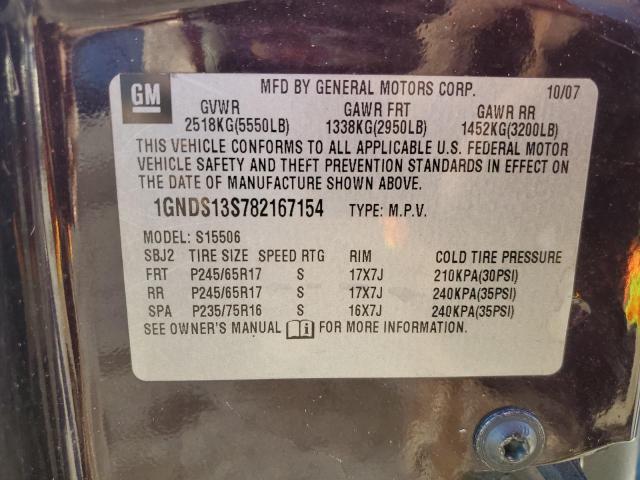 GM
MFD BY GENERAL MOTORS CORP. 10/07
GVWR GAWR FRT GAWR RR
2518KG(5550LB) 1338KG(2950LB) 1452KG(3200LB)
THIS VEHICLE CONFORMS TO ALL APPLICABLE U.S. FEDERAL MOTOR
VEHICLE SAFETY AND THEFT PREVENTION STANDARDS IN EFFECT ON
THE DATE OF MANUFACTURE SHOWN ABOVE.
1GNDS13S782167154 TYPE: M.P.V.
MODEL: S15506
SBJ2 TIRE SIZE SPEED RTG RIM COLD TIRE PRESSURE
FRT P245/65R17 S 17X7J 210KPA(30PSI)
RR P245/65R17 S 17X7J 240KPA(35PSI)
SPA P235/75R16 S 16X7J 240KPA(35PSI)
SEE OWNER'S MANUAL FOR MORE INFORMATION.